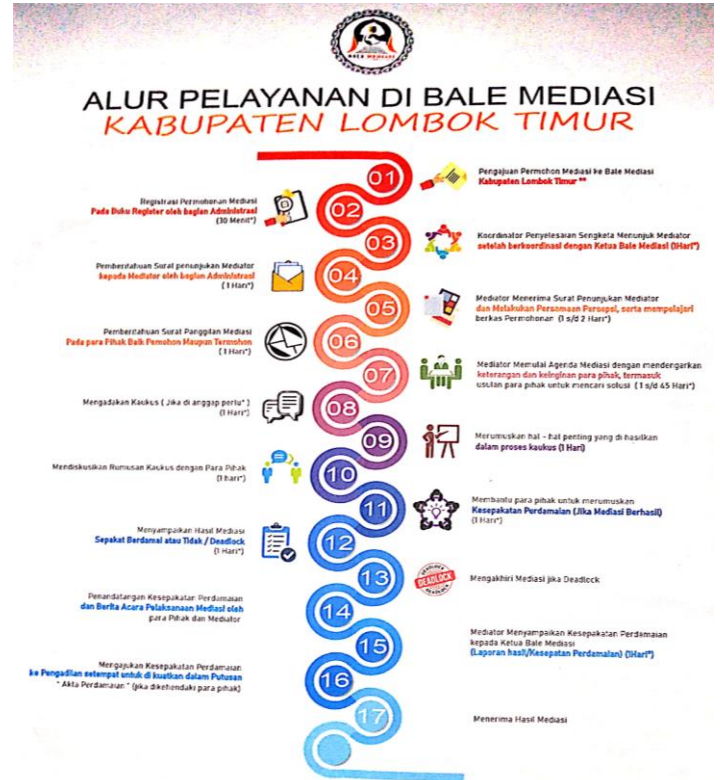 BALE MEDIASI
ALUR PELAYANAN DI BALE MEDIASI
KABUPATEN LOMBOK TIMUR
01
Pengajuan Permohon Mediasi ke Bale Mediasi
Kabupaten Lombok Timur **
02
Registrasi Permohonan Mediasi
Pada Buku Register oleh bagian Administrasi
(30 Menit*)
03
Koordinator Penyelesaian Sengketa Menunjuk Mediator
setelah berkoordinasi dengan Ketua Bale Mediasi (1Hari*)
04
Pemberitahuan Surat penunjukan Mediator
kepada Mediator oleh bagian Administrasi
(1 Hari*)
05
Mediator Menerima Surat Penunjukan Mediator
dan Melakukan Persamaan Persepsi, serta mempelajari
berkas Permohonan (1 s/d 2 Hari*)
06
Pemberitahuan Surat Panggilan Mediasi
Pada para Pihak Baik Pemohon Maupun Termohon
(1 Hari*)
07
Mediator Memulai Agenda Mediasi dengan mendengarkan
keterangan dan keinginan para pihak, termasuk
usulan para pihak untuk mencari solusi (1 s/d 45 Hari*)
08
Mengadakan Kaukus ( Jika di anggap perlu* )
(1 Hari*)
09
Merumuskan hal - hal penting yang di hasilkan
dalam proses kaukus (1 Hari)
10
Mendiskusikan Rumusan Kaukus dengan Para Pihak
(1 hari*)
11
Membantu para pihak untuk merumuskan
Kesepakatan Perdamaian (Jika Mediasi Berhasil)
(1 Hari*)
12
Menyampaikan Hasil Mediasi
Sepakat Berdamai atau Tidak / Deadlock
(1 Hari*)
13
DEADLOCK
DEADLOCK
DEADLOCK
Mengakhiri Mediasi jika Deadlock
14
Penandatangan Kesepakatan Perdamaian
dan Berita Acara Pelaksanaan Mediasi oleh
para Pihak dan Mediator
15
Mediator Menyampaikan Kesepakatan Perdamaian
kepada Ketua Bale Mediasi
(Laporan hasil/Kesepatan Perdamaian) (1Hari*)
16
Mengajukan Kesepakatan Perdamaian
ke Pengadilan setempat untuk di kuatkan dalam Putusan
" Akta Perdamaian " (jika dikehendaki para pihak)
17
Menerima Hasil Mediasi